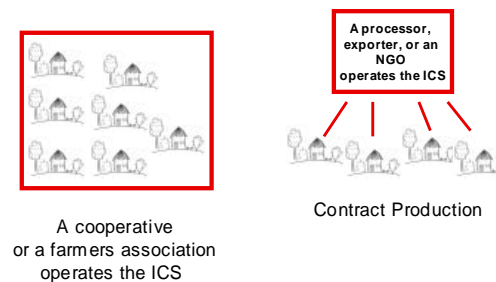 A processor,
exporter, or an
NGO
operates the ICS
Contract Production
A cooperative
or a farmers association
operates the ICS